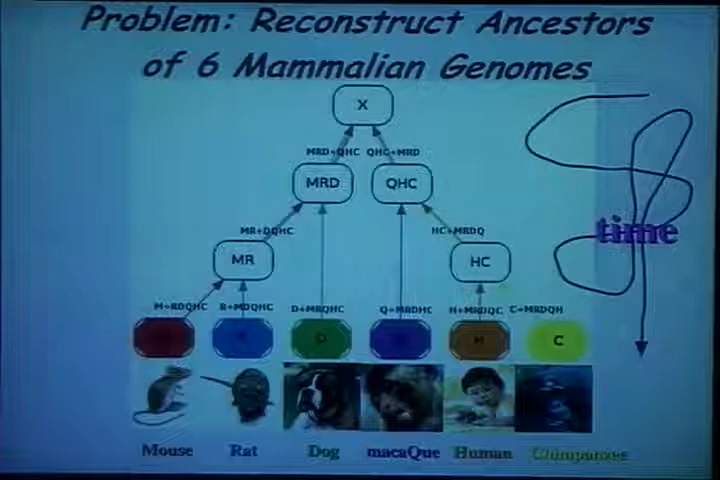 Problem: Reconstruct Ancestors
of 6 Mammalian Genomes
X
MRD+QHC QHC+MRD
MRD QHC
MR+DQHC HC+MRDQ
MR HC
M+RDQHC R+MDQHC D+MRQHC Q+MRDHC H+MRDQC C+MRDQH
time
D H C
Mouse Rat Dog macaQue Human Chimpanzee